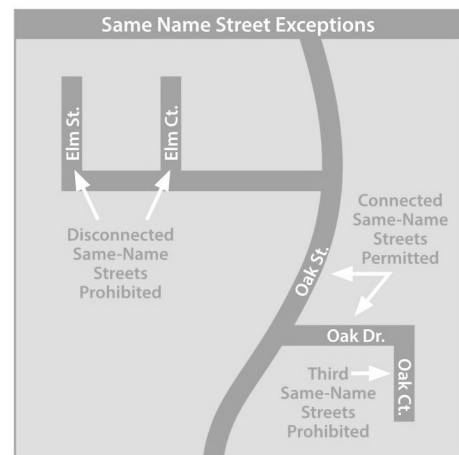 Same Name Street Exceptions
Elm St.
Elm Ct.
Disconnected
Same-Name
Streets
Prohibited
Connected
Same-Name
Streets
Permitted
Oak St.
Oak Dr.
Oak Ct.
Third
Same-Name
Streets
Prohibited